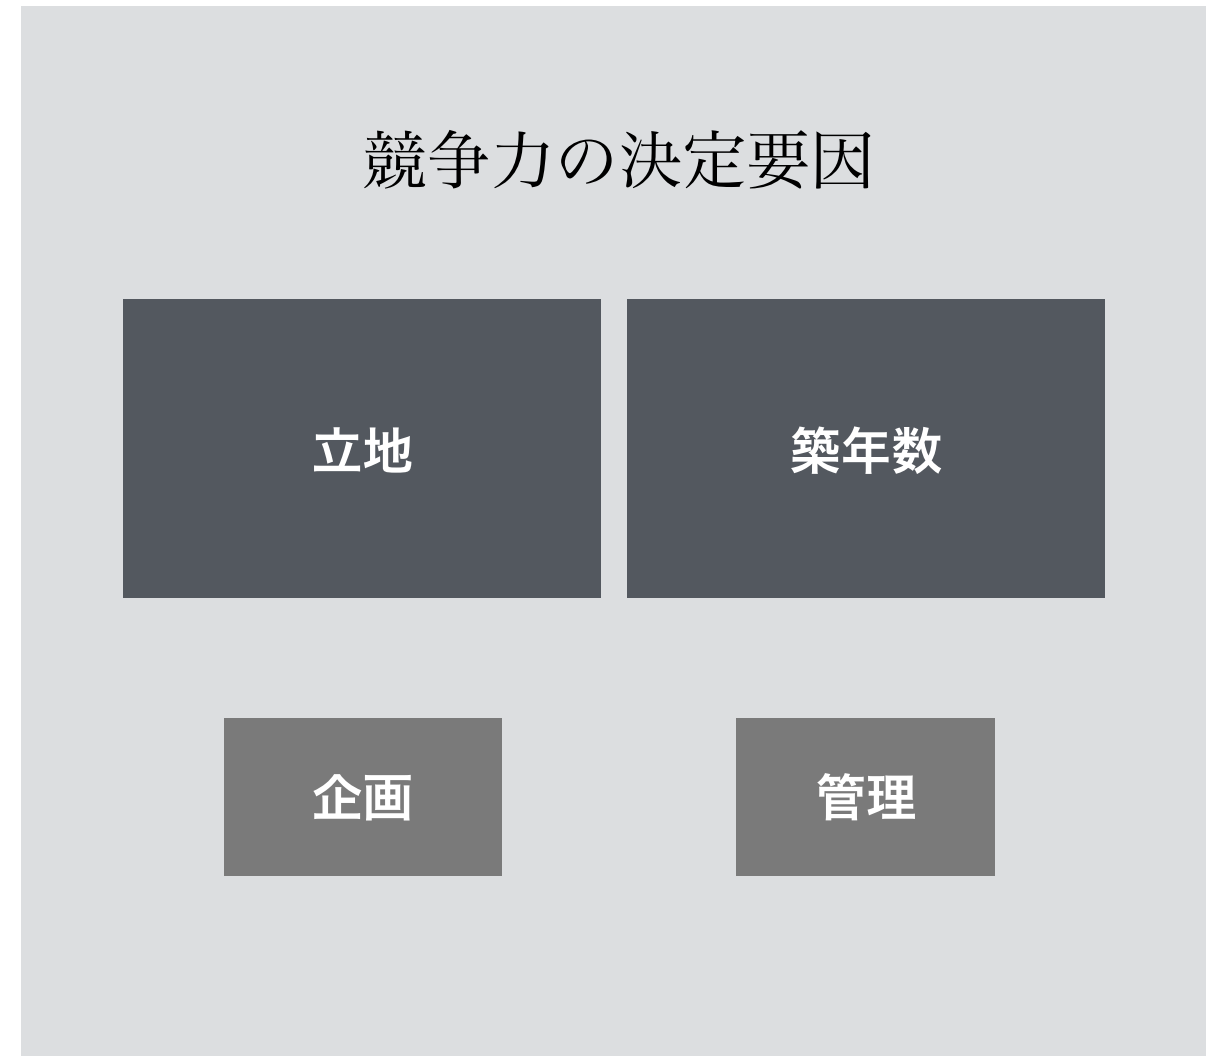 競争力の決定要因
立地
築年数
企画
管理